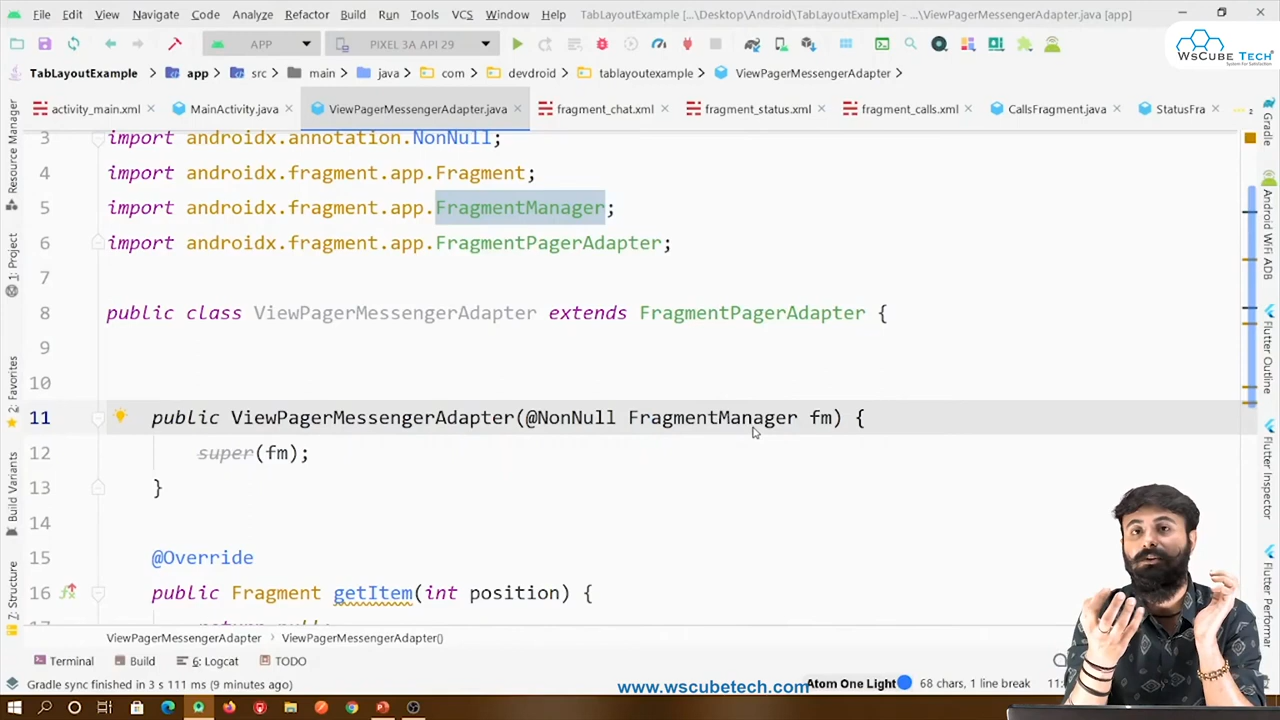 File Edit View Navigate Code Analyze Refactor Build Run Tools VCS Window Help TabLayoutExample [...\Desktop\Android\TabLayoutExample] - ...\ViewPagerMessengerAdapter.java [app]
APP PIXEL 3A API 29
WsCube Tech
TabLayoutExample app src main java com devdroid tablayoutexample ViewPagerMessengerAdapter
activity_main.xml MainActivity.java ViewPagerMessengerAdapter.java fragment_chat.xml fragment_status.xml fragment_calls.xml CallsFragment.java StatusFra
3 import androidx.annotation.NonNull;
4 import androidx.fragment.app.Fragment;
5 import androidx.fragment.app.FragmentManager;
6 import androidx.fragment.app.FragmentPagerAdapter;
7
8 public class ViewPagerMessengerAdapter extends FragmentPagerAdapter {
9
10
11 public ViewPagerMessengerAdapter(@NonNull FragmentManager fm) {
12 super(fm);
13 }
14
15 @Override
16 public Fragment getItem(int position) {
ViewPagerMessengerAdapter ViewPagerMessengerAdapter()
Terminal Build 6: Logcat TODO
Gradle sync finished in 3 s 111 ms (9 minutes ago)
www.wscubetech.com
Atom One Light 68 chars, 1 line break
Resource Manager
1: Project
2: Favorites
Build Variants
7: Structure
Gradle
Android WiFi ADB
Flutter Outline
Flutter Inspector
Flutter Performar